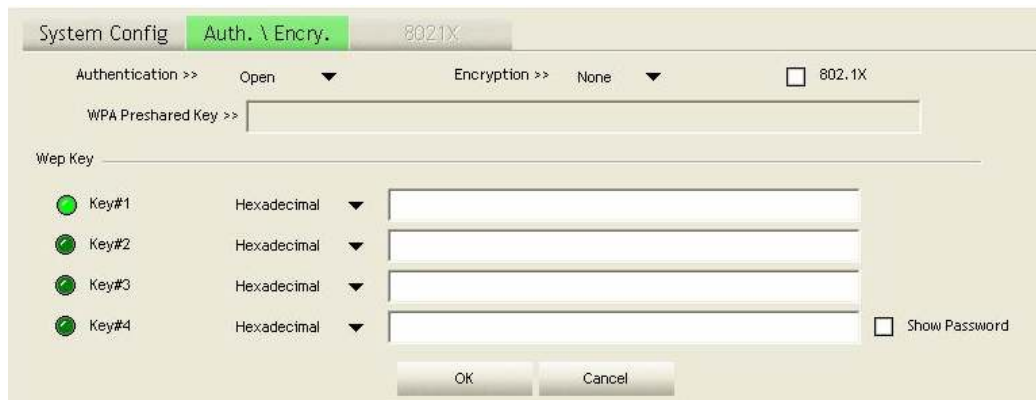 System Config Auth. \ Encry. 8021X
Authentication >> Open Encryption >> None 802.1X
WPA Preshared Key >>
Wep Key
Key#1 Hexadecimal
Key#2 Hexadecimal
Key#3 Hexadecimal
Key#4 Hexadecimal Show Password
OK Cancel